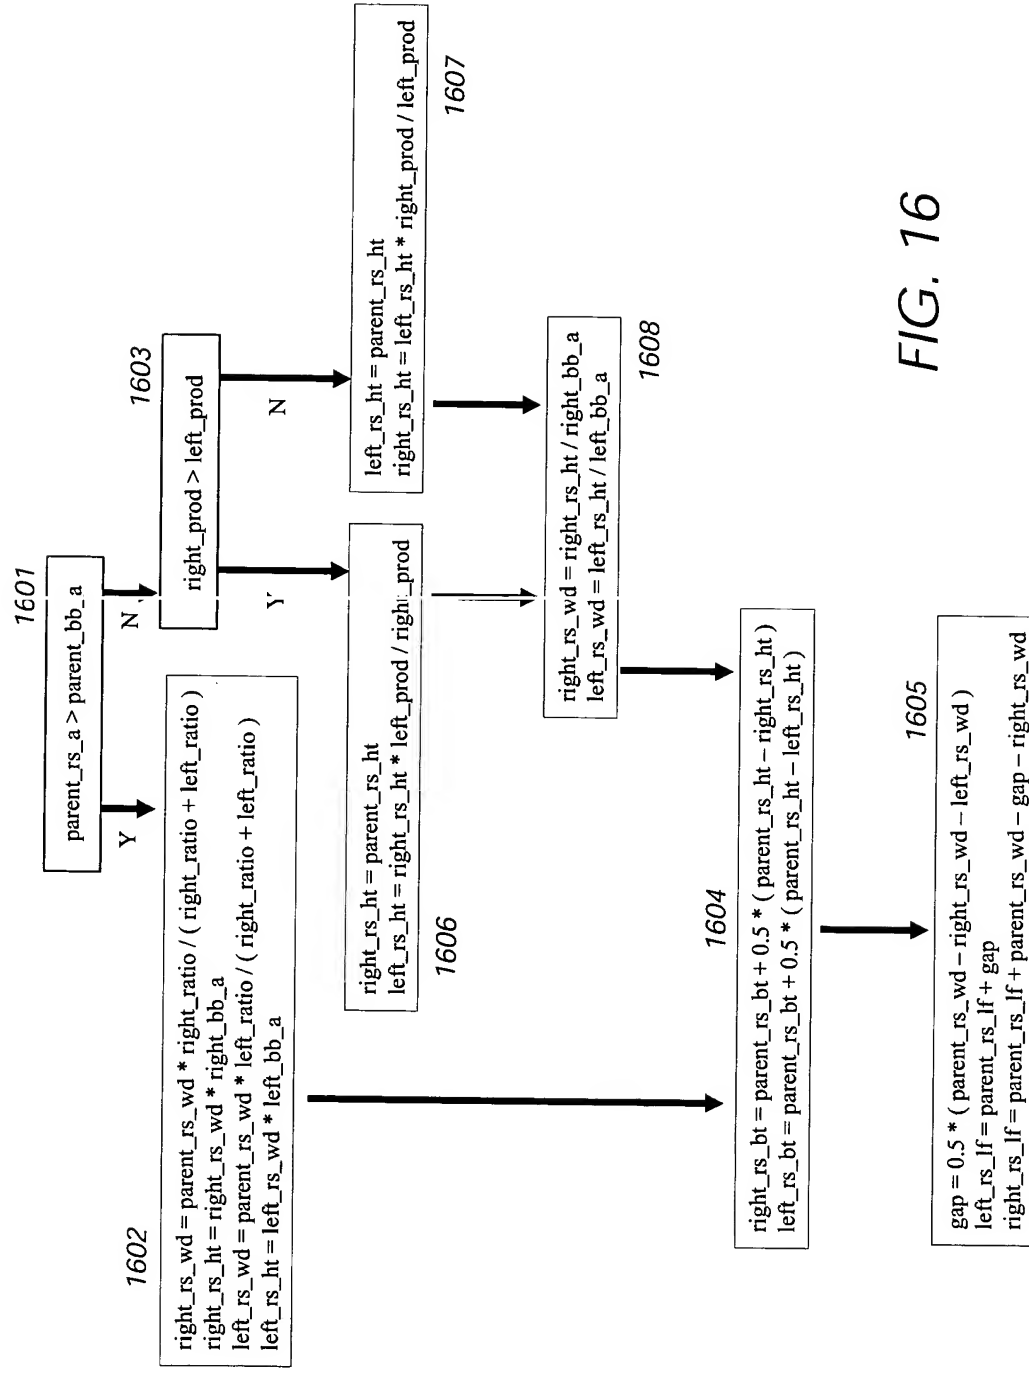 1601
parent_rs_a > parent_bb_a
Y
N
1602
right_rs_wd = parent_rs_wd * right_ratio / ( right_ratio + left_ratio )
right_rs_ht = right_rs_wd * right_bb_a
left_rs_wd = parent_rs_wd * left_ratio / ( right_ratio + left_ratio )
left_rs_ht = left_rs_wd * left_bb_a
1603
right_prod > left_prod
Y
N
right_rs_ht = parent_rs_ht
left_rs_ht = right_rs_ht * left_prod / right_prod
1606
left_rs_ht = parent_rs_ht
right_rs_ht = left_rs_ht * right_prod / left_prod
1607
right_rs_wd = right_rs_ht / right_bb_a
left_rs_wd = left_rs_ht / left_bb_a
1608
1604
right_rs_bt = parent_rs_bt + 0.5 * ( parent_rs_ht – right_rs_ht )
left_rs_bt = parent_rs_bt + 0.5 * ( parent_rs_ht – left_rs_ht )
1605
gap = 0.5 * ( parent_rs_wd – right_rs_wd – left_rs_wd )
left_rs_lf = parent_rs_lf + gap
right_rs_lf = parent_rs_lf + parent_rs_wd – gap – right_rs_wd
FIG. 16